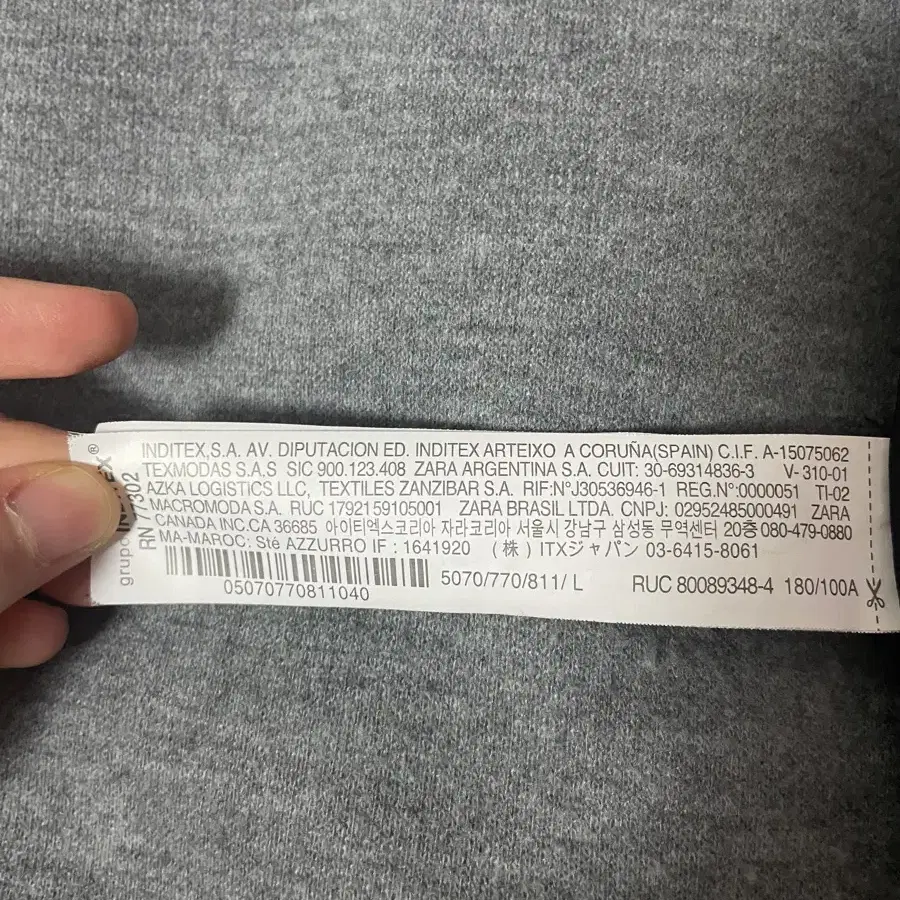 grupo INDITEX®
RN 77302
INDITEX,S.A. AV. DIPUTACION ED. INDITEX ARTEIXO A CORUÑA(SPAIN) C.I.F. A-15075062
TEXMODAS S.A.S SIC 900.123.408 ZARA ARGENTINA S.A. CUIT: 30-69314836-3 V-310-01
AZKA LOGISTICS LLC, TEXTILES ZANZIBAR S.A. RIF:NºJ30536946-1 REG.Nº:0000051 TI-02
MACROMODA S.A. RUC 1792159105001 ZARA BRASIL LTDA. CNPJ: 02952485000491 ZARA
CANADA INC.CA 36685 아이티엑스코리아 자라코리아 서울시 강남구 삼성동 무역센터 20층 080-479-0880
MA-MAROC: Sté AZZURRO IF : 1641920 (株) ITXジャパン 03-6415-8061
05070770811040 5070/770/811/ L RUC 80089348-4 180/100A